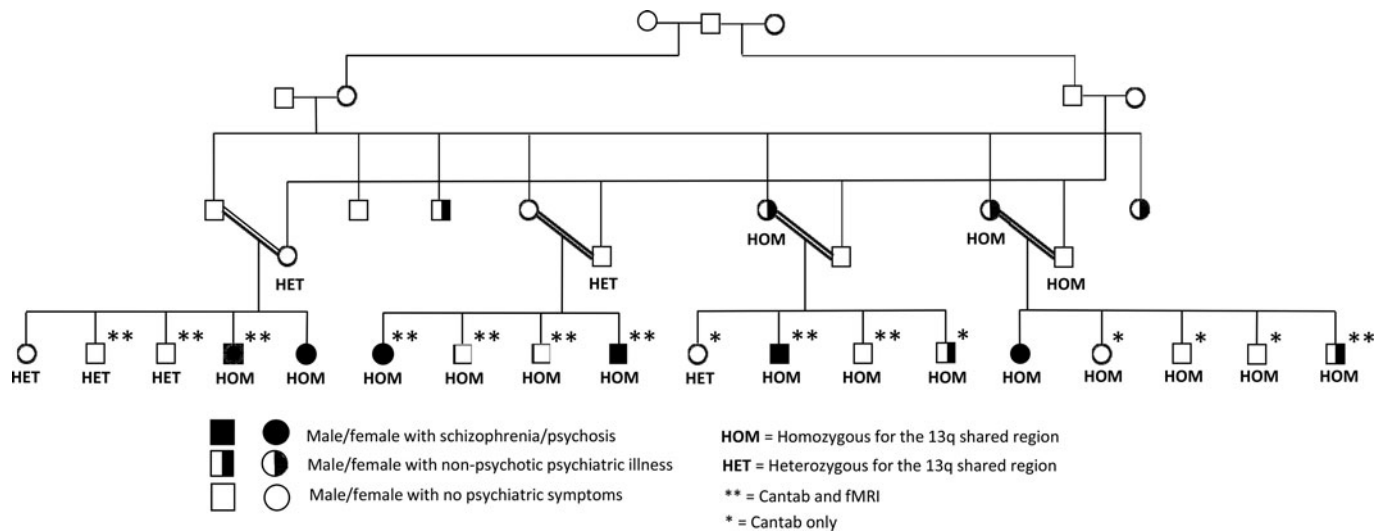 HOM HOM
HET HET HOM
** ** ** ** ** ** ** * ** ** * * * * **
HET HET HET HOM HOM HOM HOM HOM HOM HET HOM HOM HOM HOM HOM HOM HOM HOM
Male/female with schizophrenia/psychosis
Male/female with non-psychotic psychiatric illness
Male/female with no psychiatric symptoms
HOM = Homozygous for the 13q shared region
HET = Heterozygous for the 13q shared region
** = Cantab and fMRI
* = Cantab only